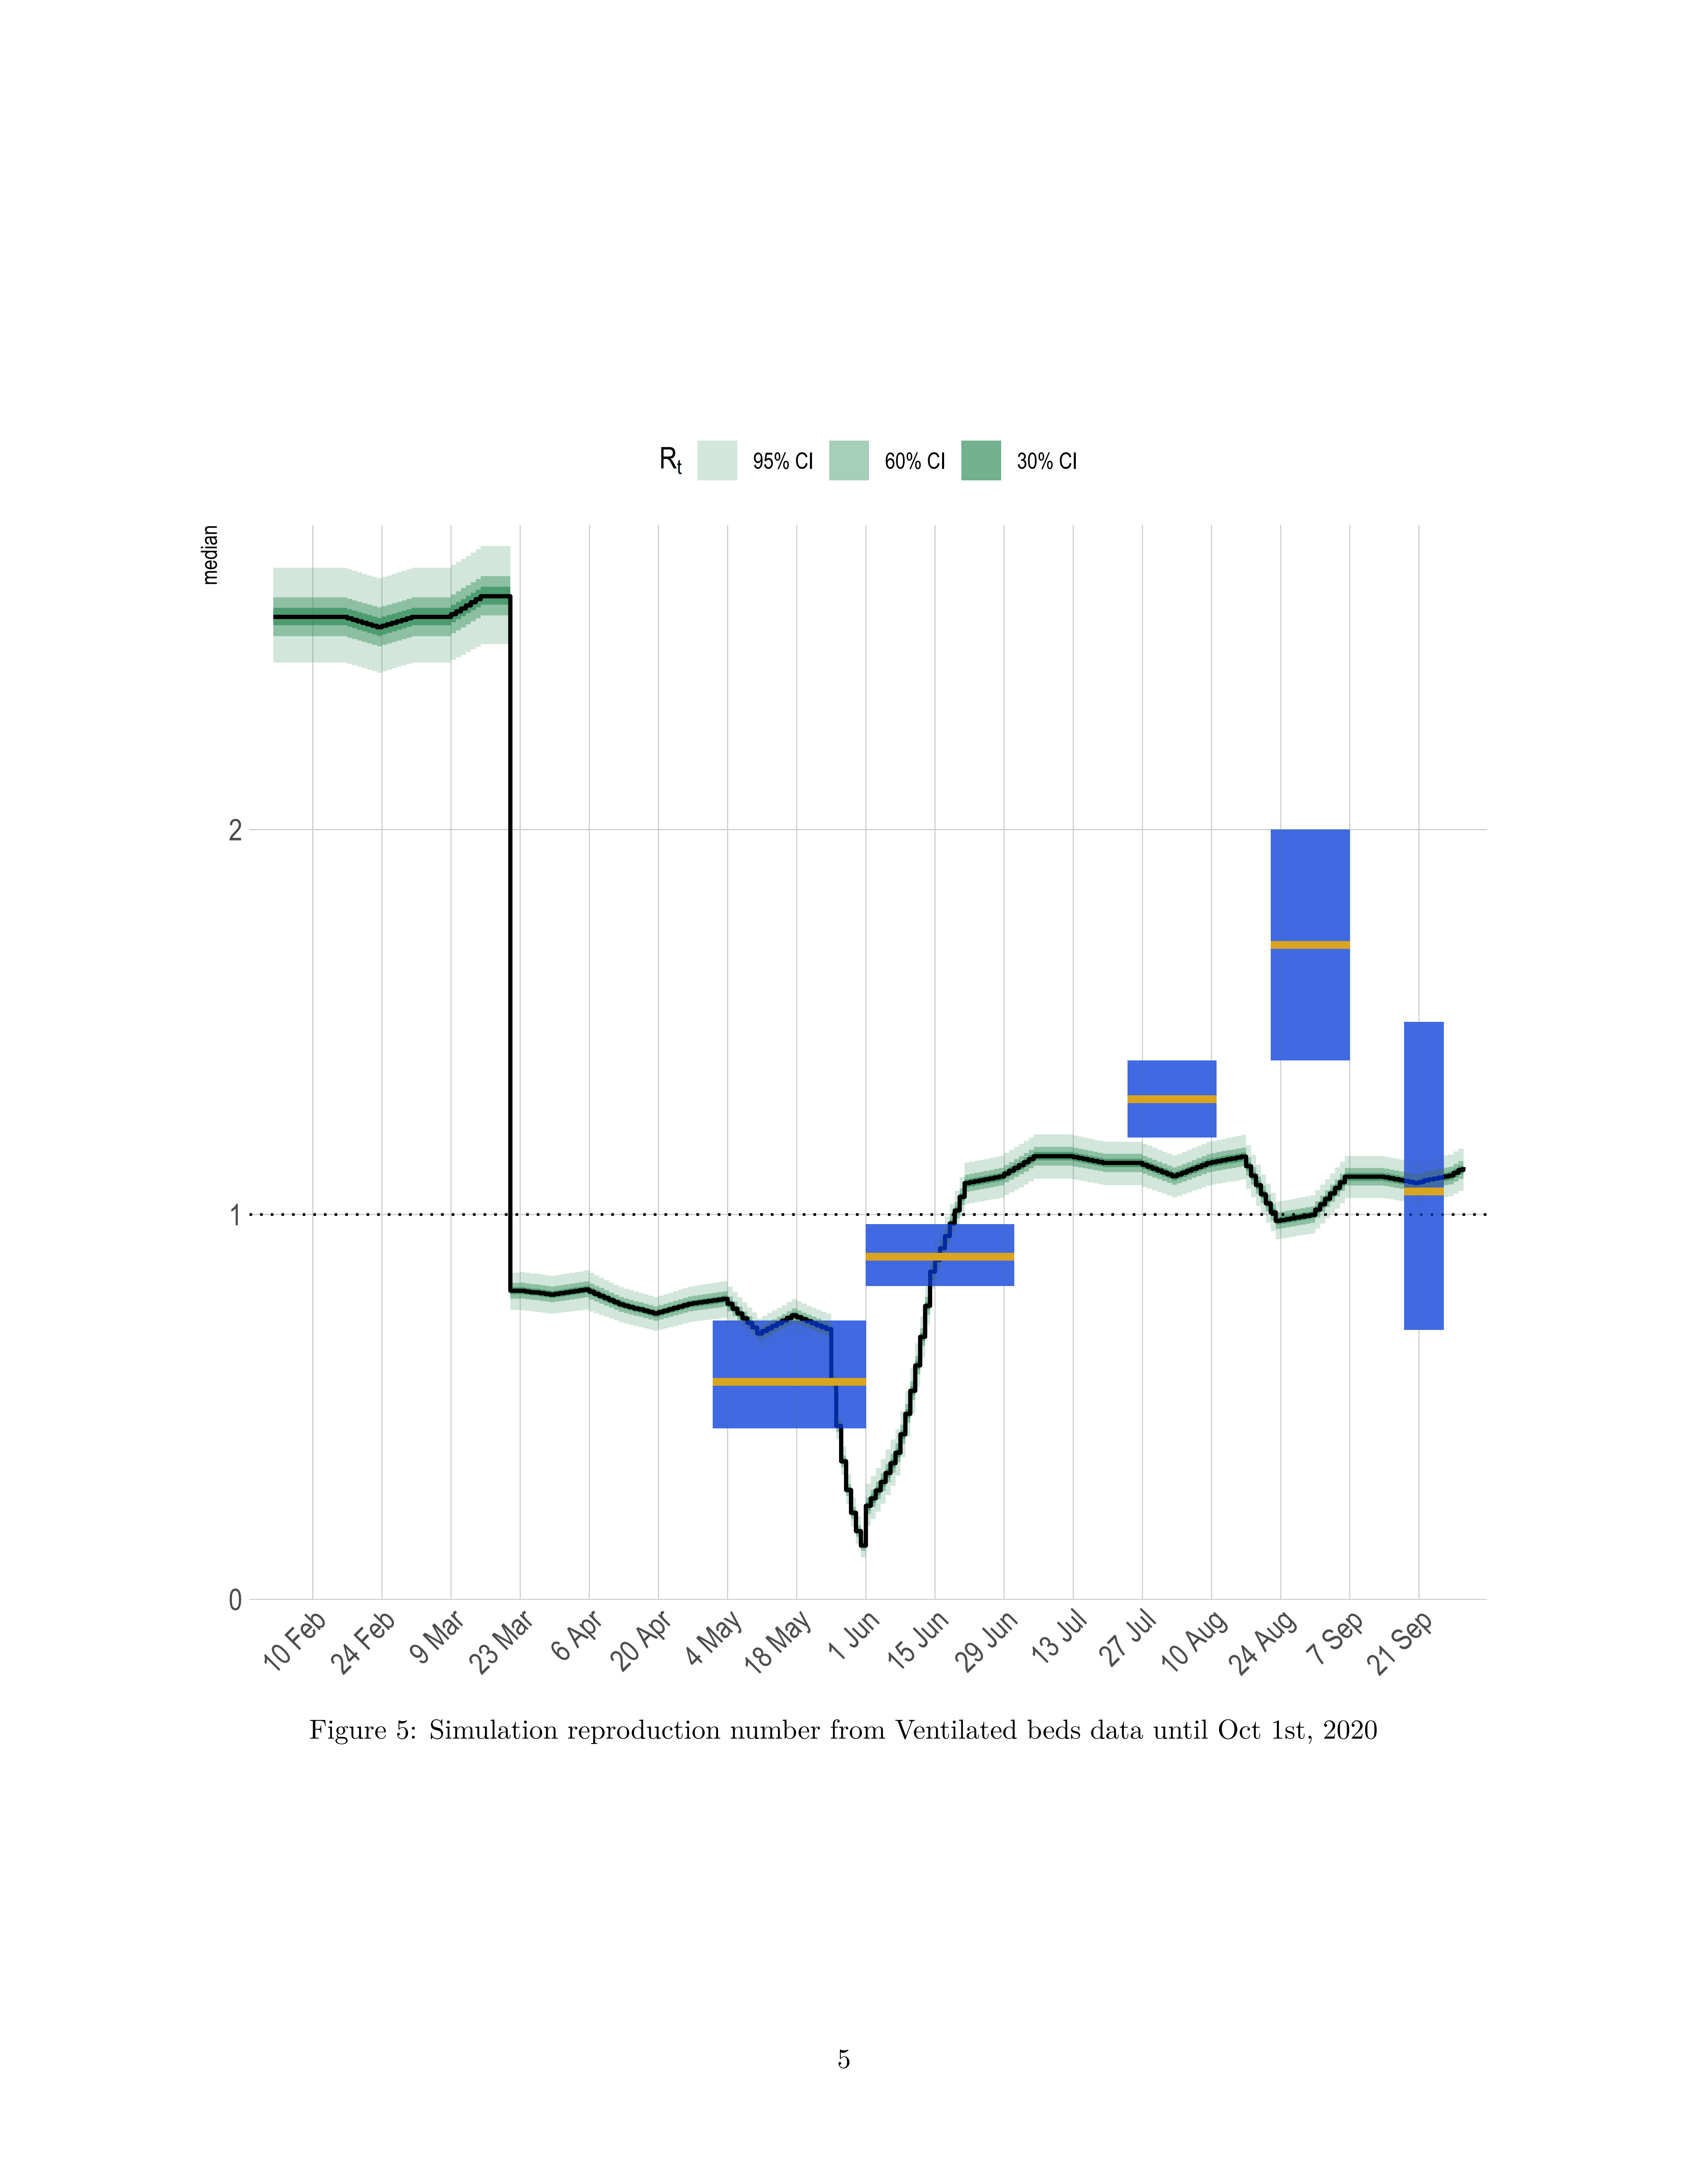 Rt 95% CI 60% CI 30% CI
median
2
1
0
10 Feb 24 Feb 9 Mar 23 Mar 6 Apr 20 Apr 4 May 18 May 1 Jun 15 Jun 29 Jun 13 Jul 27 Jul 10 Aug 24 Aug 7 Sep 21 Sep
Figure 5: Simulation reproduction number from Ventilated beds data until Oct 1st, 2020
5